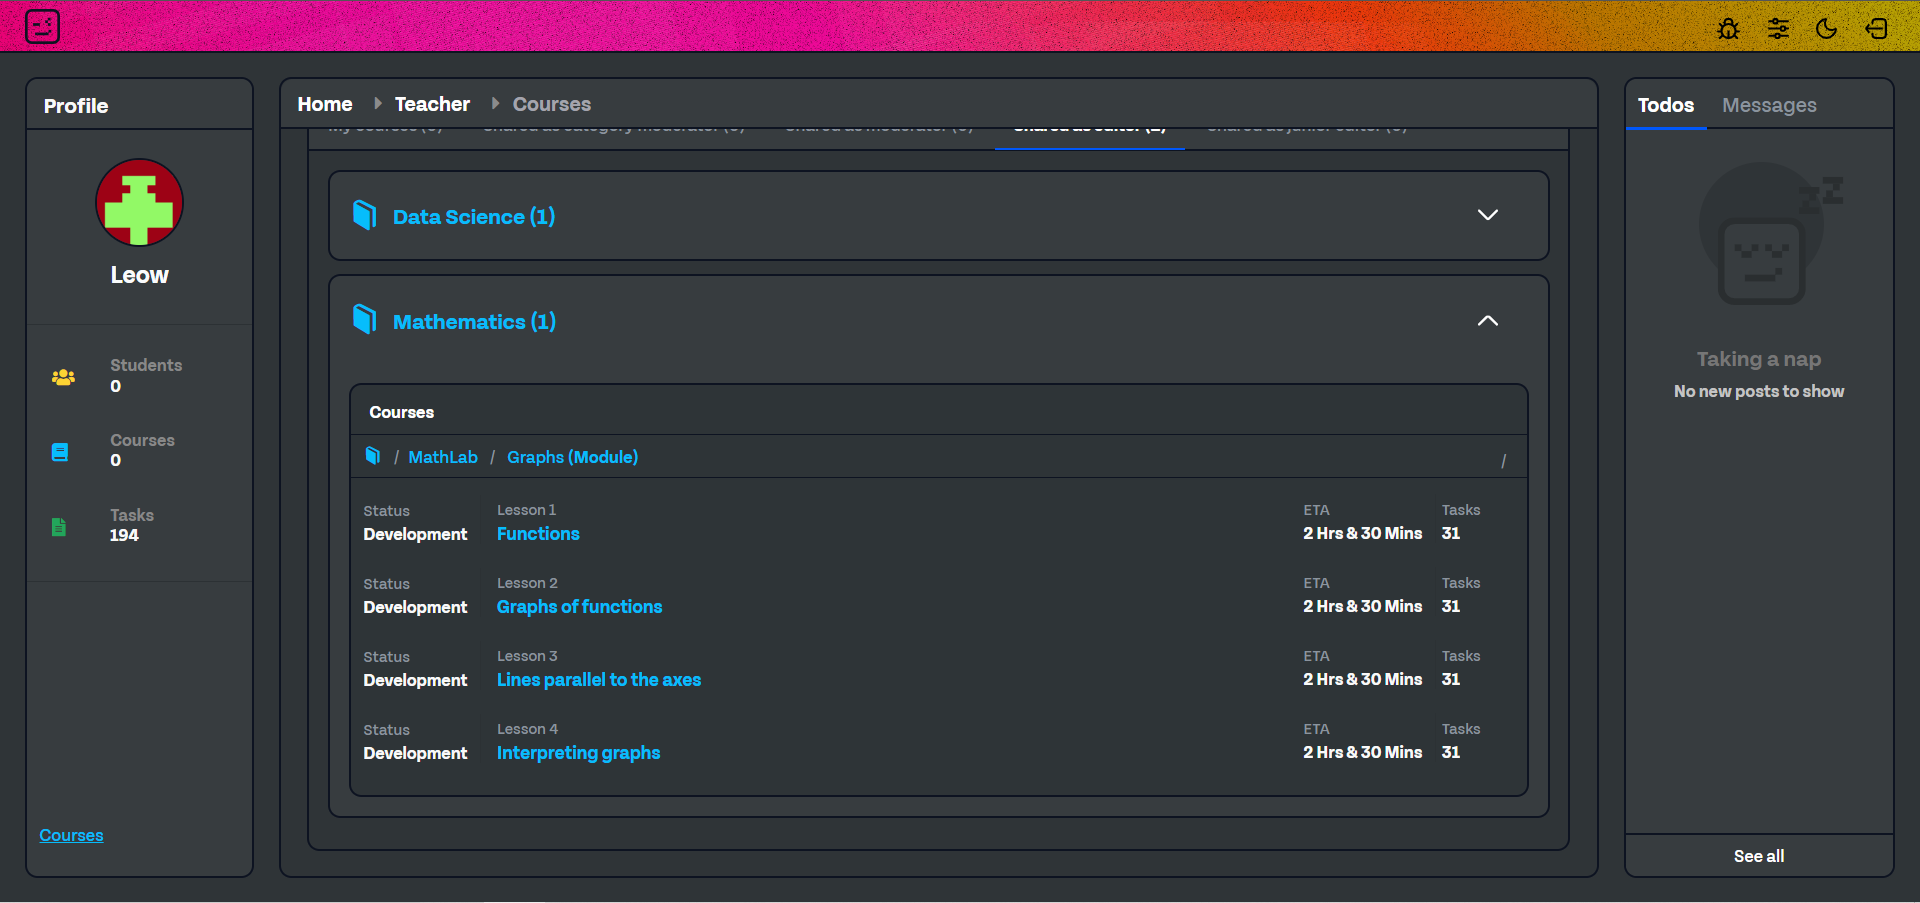 Profile
Leow
Students
0
Courses
0
Tasks
194
Courses
Home Teacher Courses
Data Science (1)
Mathematics (1)
Courses
/ MathLab / Graphs (Module) /
Status Lesson 1 ETA Tasks
Development Functions 2 Hrs & 30 Mins 31
Status Lesson 2 ETA Tasks
Development Graphs of functions 2 Hrs & 30 Mins 31
Status Lesson 3 ETA Tasks
Development Lines parallel to the axes 2 Hrs & 30 Mins 31
Status Lesson 4 ETA Tasks
Development Interpreting graphs 2 Hrs & 30 Mins 31
Todos Messages
zz
Taking a nap
No new posts to show
See all